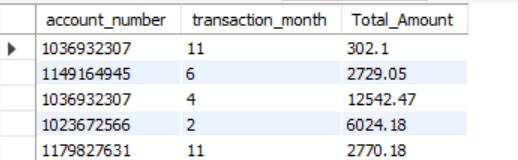 account_number transaction_month Total_Amount
1036932307 11 302.1
1149164945 6 2729.05
1036932307 4 12542.47
1023672566 2 6024.18
1179827631 11 2770.18